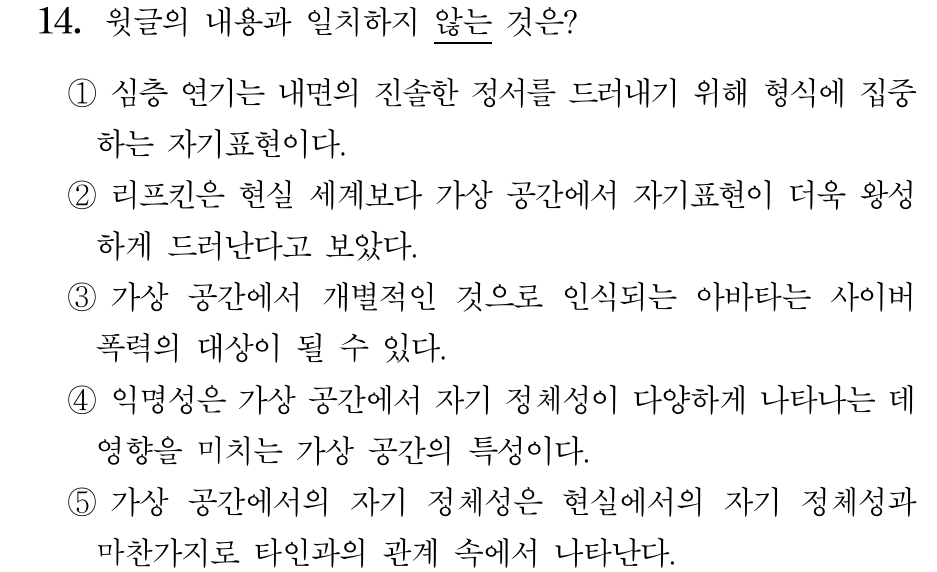 14. 윗글의 내용과 일치하지 않는 것은?
① 심층 연기는 내면의 진솔한 정서를 드러내기 위해 형식에 집중
하는 자기표현이다.
② 리프킨은 현실 세계보다 가상 공간에서 자기표현이 더욱 왕성
하게 드러난다고 보았다.
③ 가상 공간에서 개별적인 것으로 인식되는 아바타는 사이버
폭력의 대상이 될 수 있다.
④ 익명성은 가상 공간에서 자기 정체성이 다양하게 나타나는 데
영향을 미치는 가상 공간의 특성이다.
⑤ 가상 공간에서의 자기 정체성은 현실에서의 자기 정체성과
마찬가지로 타인과의 관계 속에서 나타난다.